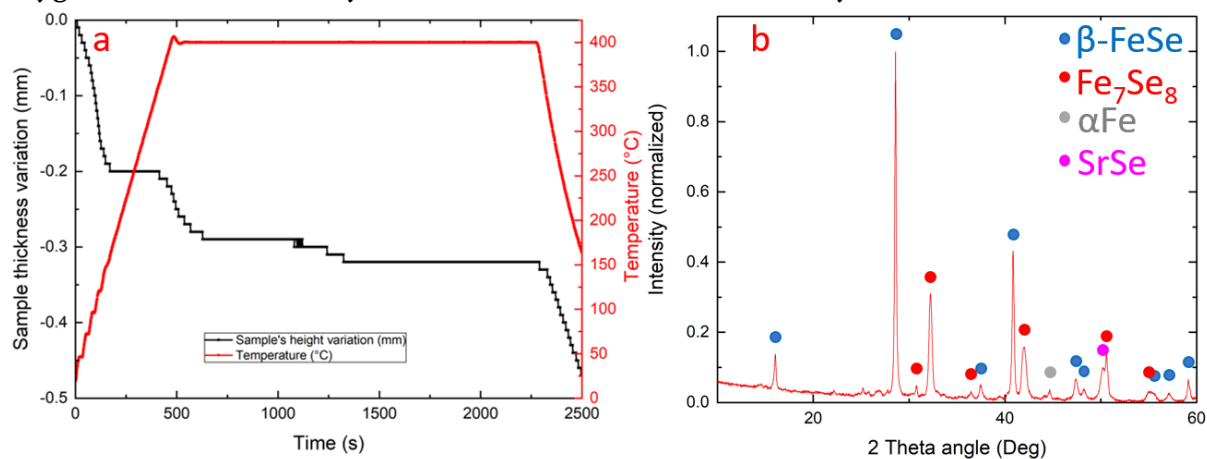 a
0.0
-0.1
-0.2
-0.3
-0.4
-0.5
Sample thickness variation (mm)
0
500
1000
1500
2000
2500
Time (s)
400
350
300
250
200
150
100
50
0
Temperature (°C)
Sample's height variation (mm)
Temperature (°C)
b
1.0
0.8
0.6
0.4
0.2
0.0
Intensity (normalized)
20
30
40
50
60
2 Theta angle (Deg)
β-FeSe
Fe₇Se₈
αFe
SrSe